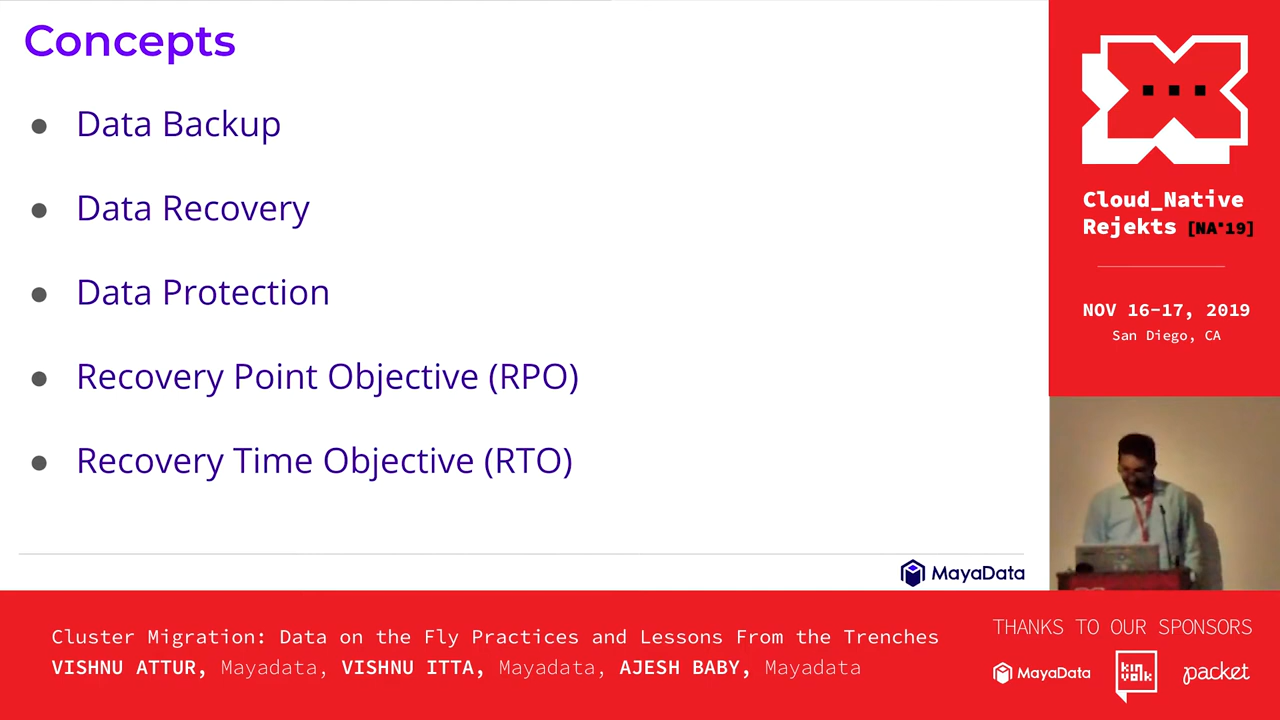 Concepts
● Data Backup
● Data Recovery
● Data Protection
● Recovery Point Objective (RPO)
● Recovery Time Objective (RTO)
MayaData
Cloud_Native
Rejekts [NA'19]
NOV 16-17, 2019
San Diego, CA
Cluster Migration: Data on the Fly Practices and Lessons From the Trenches
VISHNU ATTUR, Mayadata, VISHNU ITTA, Mayadata, AJESH BABY, Mayadata
THANKS TO OUR SPONSORS
MayaData kinvolk packet